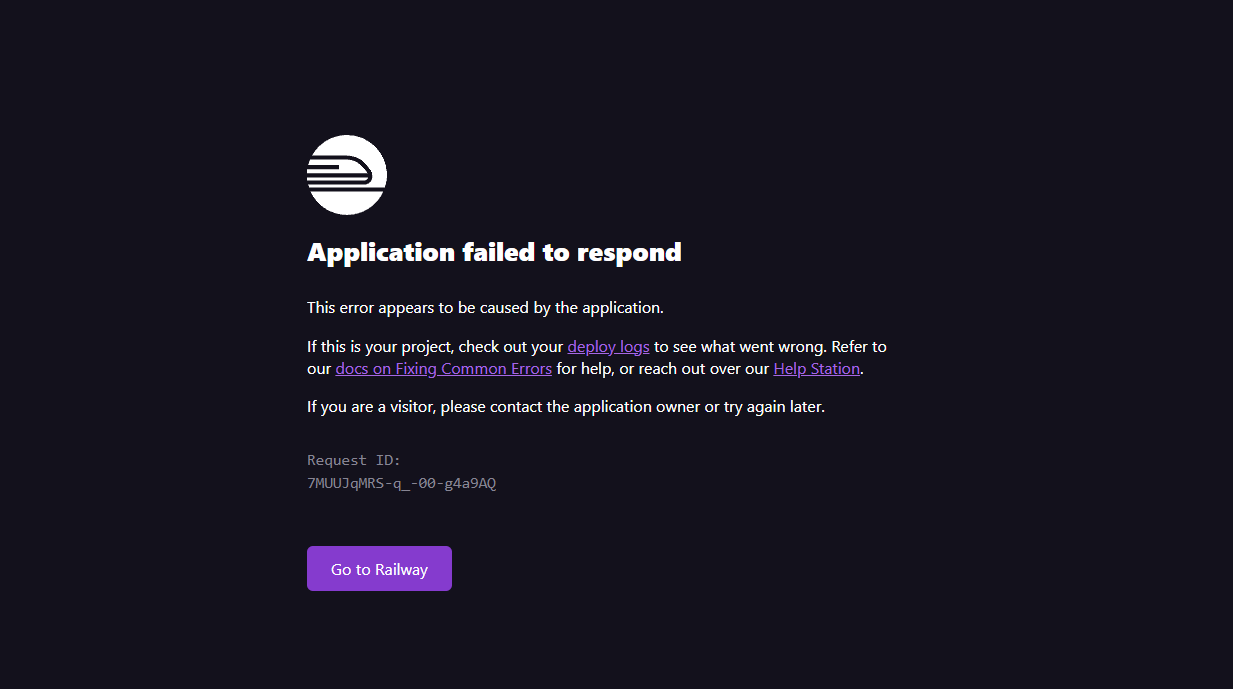 Application failed to respond
This error appears to be caused by the application.
If this is your project, check out your deploy logs to see what went wrong. Refer to
our docs on Fixing Common Errors for help, or reach out over our Help Station.
If you are a visitor, please contact the application owner or try again later.
Request ID:
7MUUJqMRS-q_-00-g4a9AQ
Go to Railway